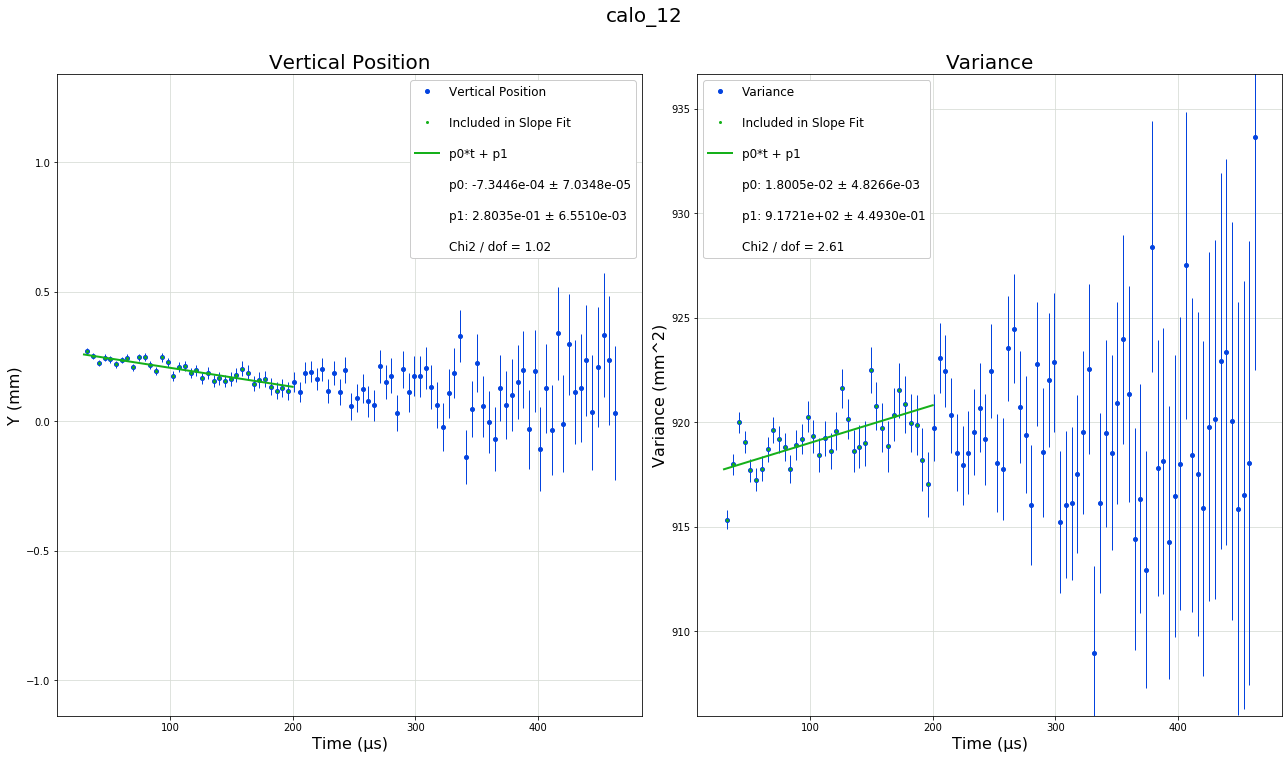 calo_12
Vertical Position
Vertical Position
Included in Slope Fit
p0*t + p1
p0: -7.3446e-04 ± 7.0348e-05
p1: 2.8035e-01 ± 6.5510e-03
Chi2 / dof = 1.02
1.0
0.5
0.0
−0.5
−1.0
Y (mm)
100
200
300
400
Time (μs)
Variance
Variance
Included in Slope Fit
p0*t + p1
p0: 1.8005e-02 ± 4.8266e-03
p1: 9.1721e+02 ± 4.4930e-01
Chi2 / dof = 2.61
935
930
925
920
915
910
Variance (mm^2)
100
200
300
400
Time (μs)